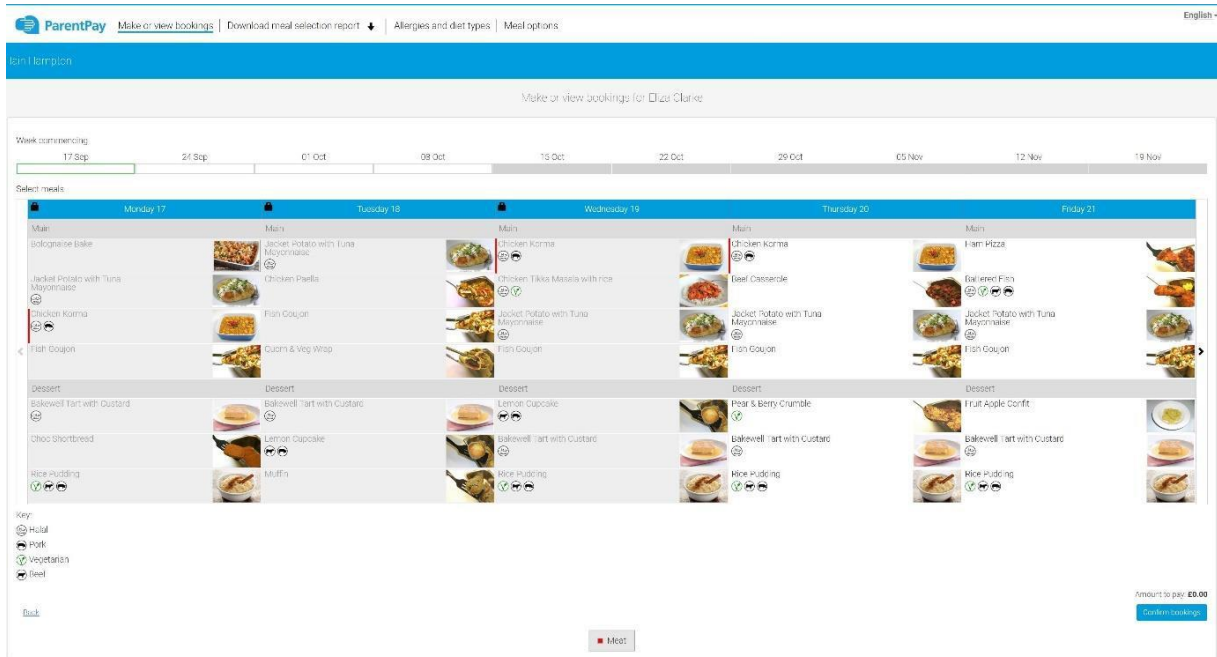 English
ParentPay Make or view bookings | Download meal selection report | Allergies and diet types | Meal options
Iain Hampton
Make or view bookings for Eliza Clarke
Week commencing
17 Sep 24 Sep 01 Oct 08 Oct 15 Oct 22 Oct 29 Oct 05 Nov 12 Nov 19 Nov
Select meals
Monday 17 Tuesday 18 Wednesday 19 Thursday 20 Friday 21
Main Main Main Main Main
Bolognaise Bake Jacket Potato with Tuna Chicken Korma Chicken Korma Ham Pizza
Mayonnaise
Jacket Potato with Tuna Chicken Paella Chicken Tikka Masala with rice Beef Casserole Battered Fish
Mayonnaise
Chicken Korma Fish Goujon Jacket Potato with Tuna Jacket Potato with Tuna Jacket Potato with Tuna
Mayonnaise Mayonnaise Mayonnaise
Fish Goujon Quorn & Veg Wrap Fish Goujon Fish Goujon Fish Goujon
Dessert Dessert Dessert Dessert Dessert
Bakewell Tart with Custard Bakewell Tart with Custard Lemon Cupcake Pear & Berry Crumble Fruit Apple Confit
Choc Shortbread Lemon Cupcake Bakewell Tart with Custard Bakewell Tart with Custard Bakewell Tart with Custard
Rice Pudding Muffin Rice Pudding Rice Pudding Rice Pudding
Key:
Halal
Pork
Vegetarian
Beef
Amount to pay: £0.00
Back Confirm bookings
Meat